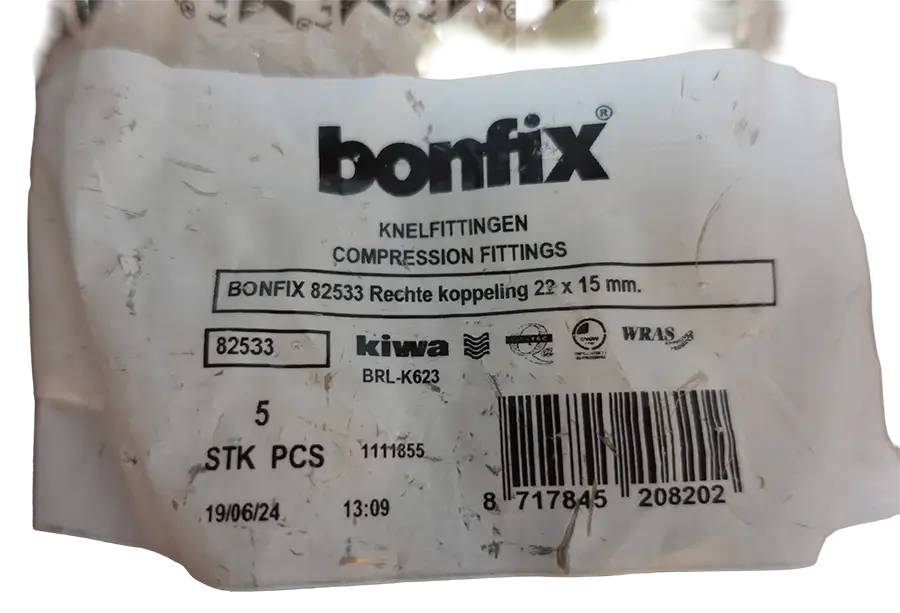 bonfix®
KNELFITTINGEN
COMPRESSION FITTINGS
BONFIX 82533 Rechte koppeling 22 x 15 mm.
82533 kiwa WRAS
BRL-K623
5
STK PCS 1111855
19/06/24 13:09
8 717845 208202